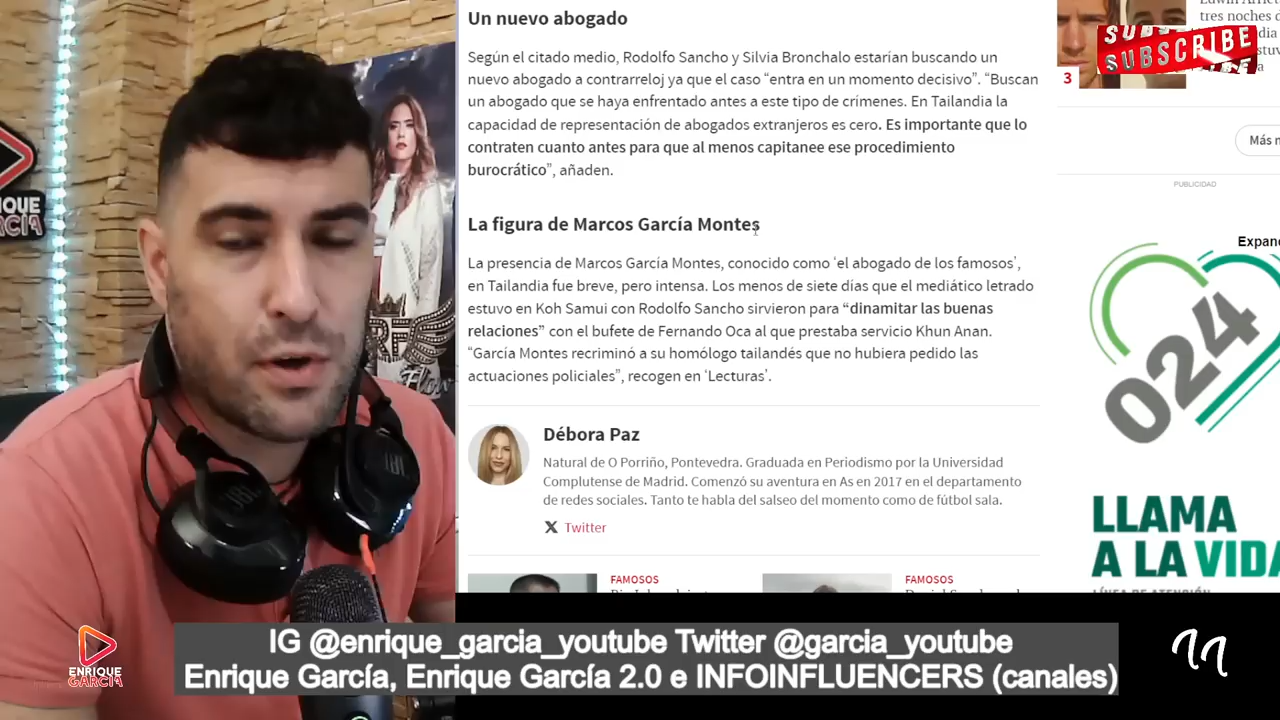 Un nuevo abogado
Según el citado medio, Rodolfo Sancho y Silvia Bronchalo estarían buscando un
nuevo abogado a contrarreloj ya que el caso “entra en un momento decisivo”. “Buscan
un abogado que se haya enfrentado antes a este tipo de crímenes. En Tailandia la
capacidad de representación de abogados extranjeros es cero. Es importante que lo
contraten cuanto antes para que al menos capitanee ese procedimiento
burocrático”, añaden.
La figura de Marcos García Montes
La presencia de Marcos García Montes, conocido como ‘el abogado de los famosos’,
en Tailandia fue breve, pero intensa. Los menos de siete días que el mediático letrado
estuvo en Koh Samui con Rodolfo Sancho sirvieron para “dinamitar las buenas
relaciones” con el bufete de Fernando Oca al que prestaba servicio Khun Anan.
“García Montes recriminó a su homólogo tailandés que no hubiera pedido las
actuaciones policiales”, recogen en ‘Lecturas’.
Débora Paz
Natural de O Porriño, Pontevedra. Graduada en Periodismo por la Universidad
Complutense de Madrid. Comenzó su aventura en As en 2017 en el departamento
de redes sociales. Tanto te habla del salseo del momento como de fútbol sala.
Twitter
FAMOSOS
FAMOSOS
tres noches d
SUBSCRIBE
3
Más
PUBLICIDAD
Expand
024
LLAMA
A LA VIDA
ENRIQUE
GARCÍA
IG @enrique_garcia_youtube Twitter @garcia_youtube
Enrique García, Enrique García 2.0 e INFOINFLUENCERS (canales)